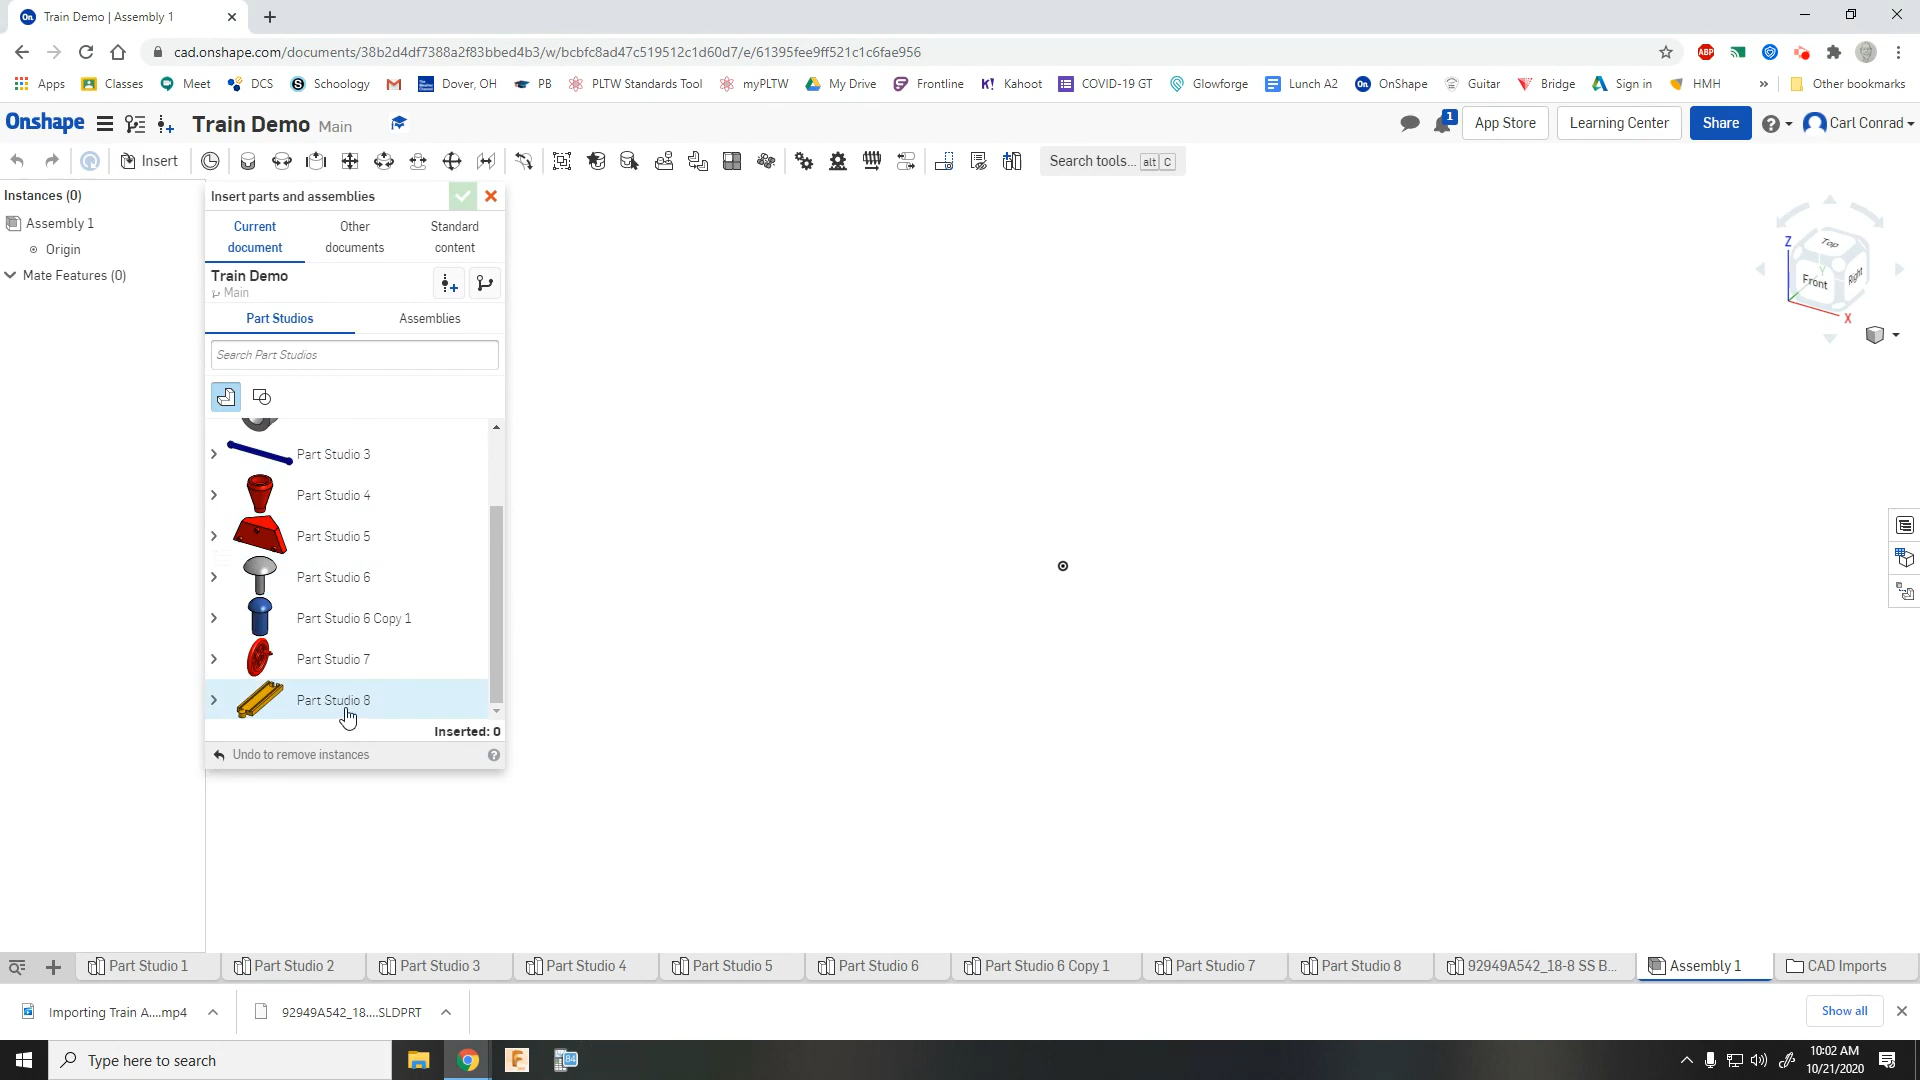 Train Demo | Assembly 1
cad.onshape.com/documents/38b2d4df7388a2f83bbed4b3/w/bcbfc8ad47c519512c1d60d7/e/61395fee9ff521c1c6fae956
ABP
Apps Classes Meet DCS Schoology Dover, OH PB PLTW Standards Tool myPLTW My Drive Frontline Kahoot COVID-19 GT Glowforge Lunch A2 OnShape Guitar Bridge Sign in HMH » Other bookmarks
Onshape Train Demo Main 1 App Store Learning Center Share Carl Conrad
Insert Search tools... alt C
Instances (0)
Assembly 1
Origin
Mate Features (0)
Insert parts and assemblies
Current document
Other documents
Standard content
Train Demo
Main
Part Studios Assemblies
Search Part Studios
Part Studio 3
Part Studio 4
Part Studio 5
Part Studio 6
Part Studio 6 Copy 1
Part Studio 7
Part Studio 8
Inserted: 0
Undo to remove instances
Z
Top
Y
Front
Right
X
Part Studio 1 Part Studio 2 Part Studio 3 Part Studio 4 Part Studio 5 Part Studio 6 Part Studio 6 Copy 1 Part Studio 7 Part Studio 8 92949A542_18-8 SS B... Assembly 1 CAD Imports
Importing Train A....mp4 92949A542_18....SLDPRT Show all
Type here to search
84
10:02 AM
10/21/2020